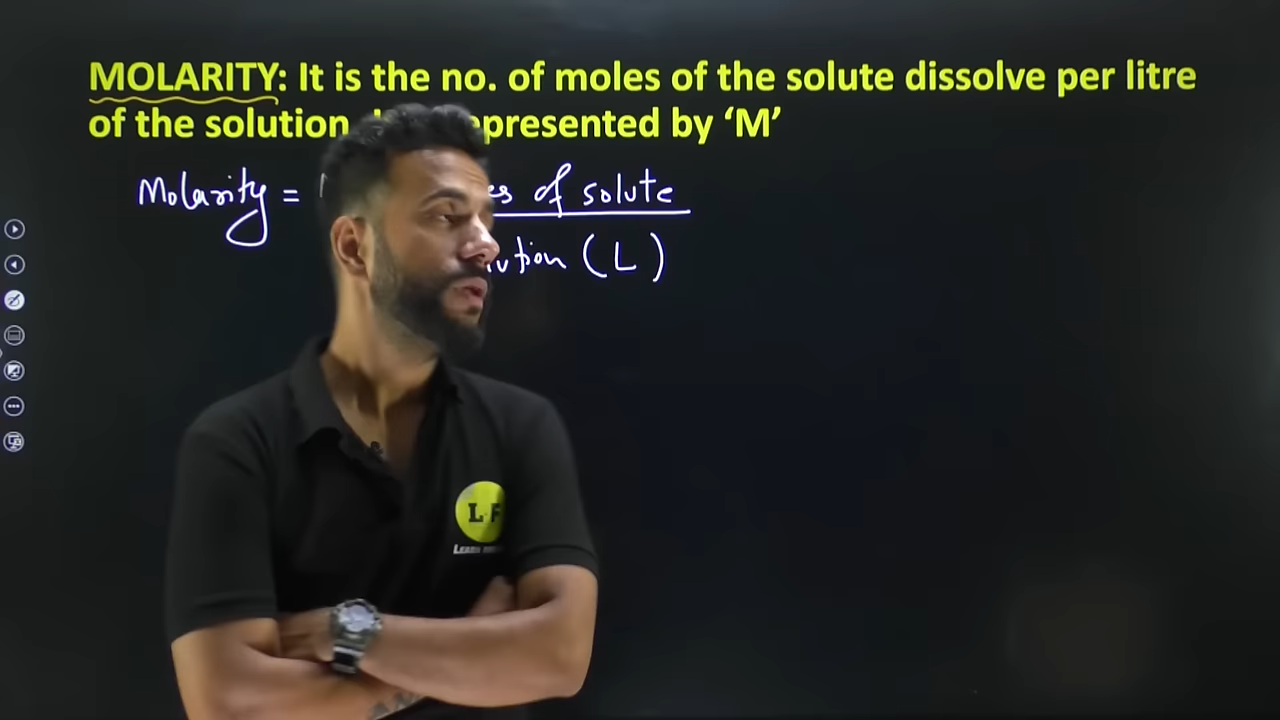 MOLARITY: It is the no. of moles of the solute dissolve per litre
of the solution by ‘M’
Molarity = of solute
(L)
L F